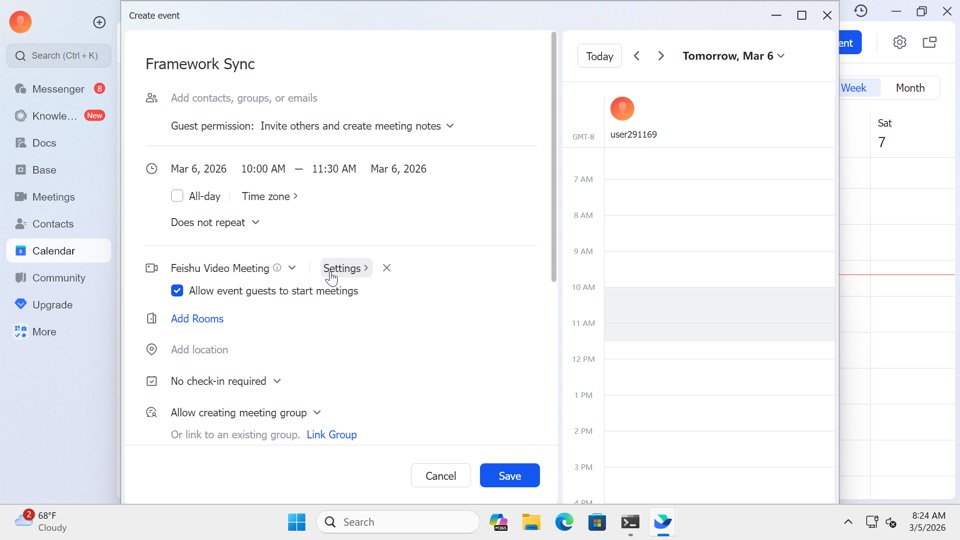 Create event
Search (Ctrl + K)
Messenger 8
Knowle... New
Docs
Base
Meetings
Contacts
Calendar
Community
Vpdate
More
Framework Sync
Add contacts, groups, or emails
Guest permission: Invite others and create meeting notes
Mar 6, 2026 10:00 AM — 11:30 AM Mar 6, 2026
All-day Time zone
Does not repeat
Feishu Video Meeting Settings
Allow event guests to start meetings
Add Rooms
Add location
No check-in required
Allow creating meeting group
Or link to an existing group. Link Group
Cancel Save
Today Tomorrow, Mar 6
GMT-8 user291169
7 AM
8 AM
9 AM
10 AM
11 AM
12 PM
1 PM
2 PM
3 PM
ent
Week Month
Sat
7
2 68°F
Cloudy
Search
8:24 AM
3/5/2026